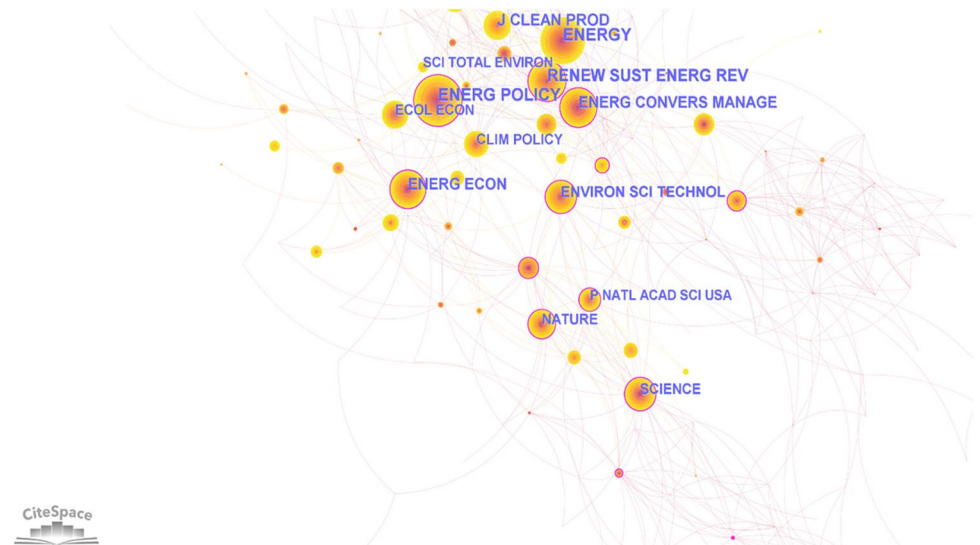 J CLEAN PROD
ENERGY
SCI TOTAL ENVIRON
RENEW SUST ENERG REV
ENERG POLICY
ENERG CONVERS MANAGE
ECOL ECON
CLIM POLICY
ENERG ECON
ENVIRON SCI TECHNOL
P NATL ACAD SCI USA
NATURE
SCIENCE
CiteSpace